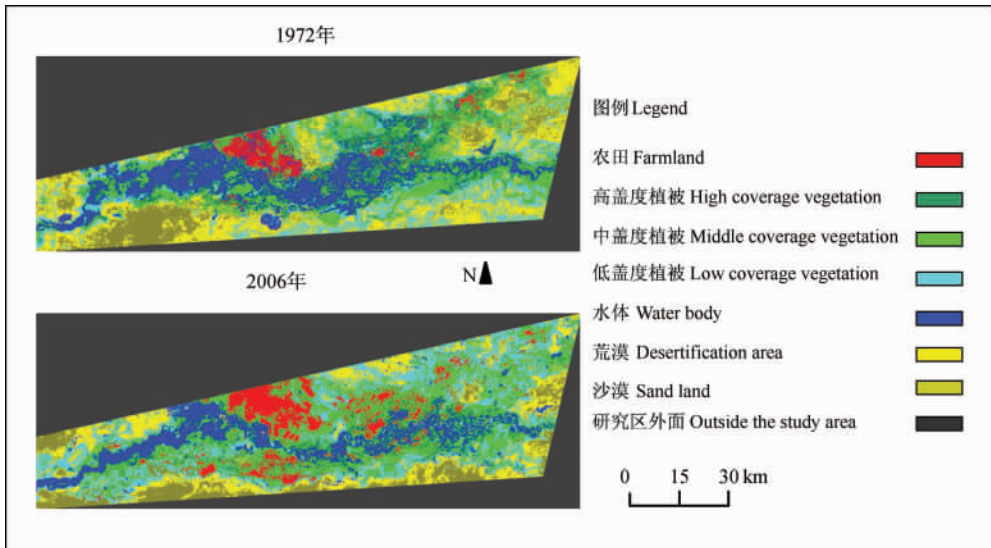 1972年
2006年
N
图例 Legend
农田 Farmland
高盖度植被 High coverage vegetation
中盖度植被 Middle coverage vegetation
低盖度植被 Low coverage vegetation
水体 Water body
荒漠 Desertification area
沙漠 Sand land
研究区外面 Outside the study area
0 15 30 km